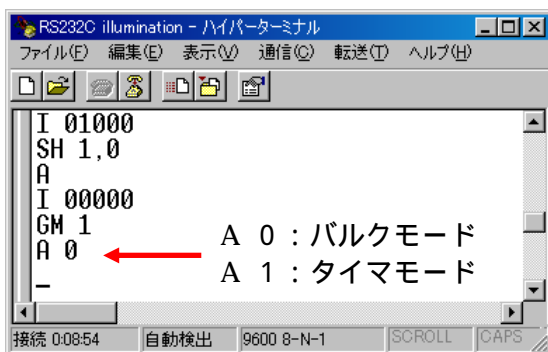 RS232C illumination - ハイパーターミナル
ファイル(F) 編集(E) 表示(V) 通信(C) 転送(T) ヘルプ(H)
I 01000
SH 1,0
A
I 00000
GM 1
A 0
A 0：バルクモード
A 1：タイマモード
接続 0:08:54 自動検出 9600 8-N-1 SCROLL CAPS